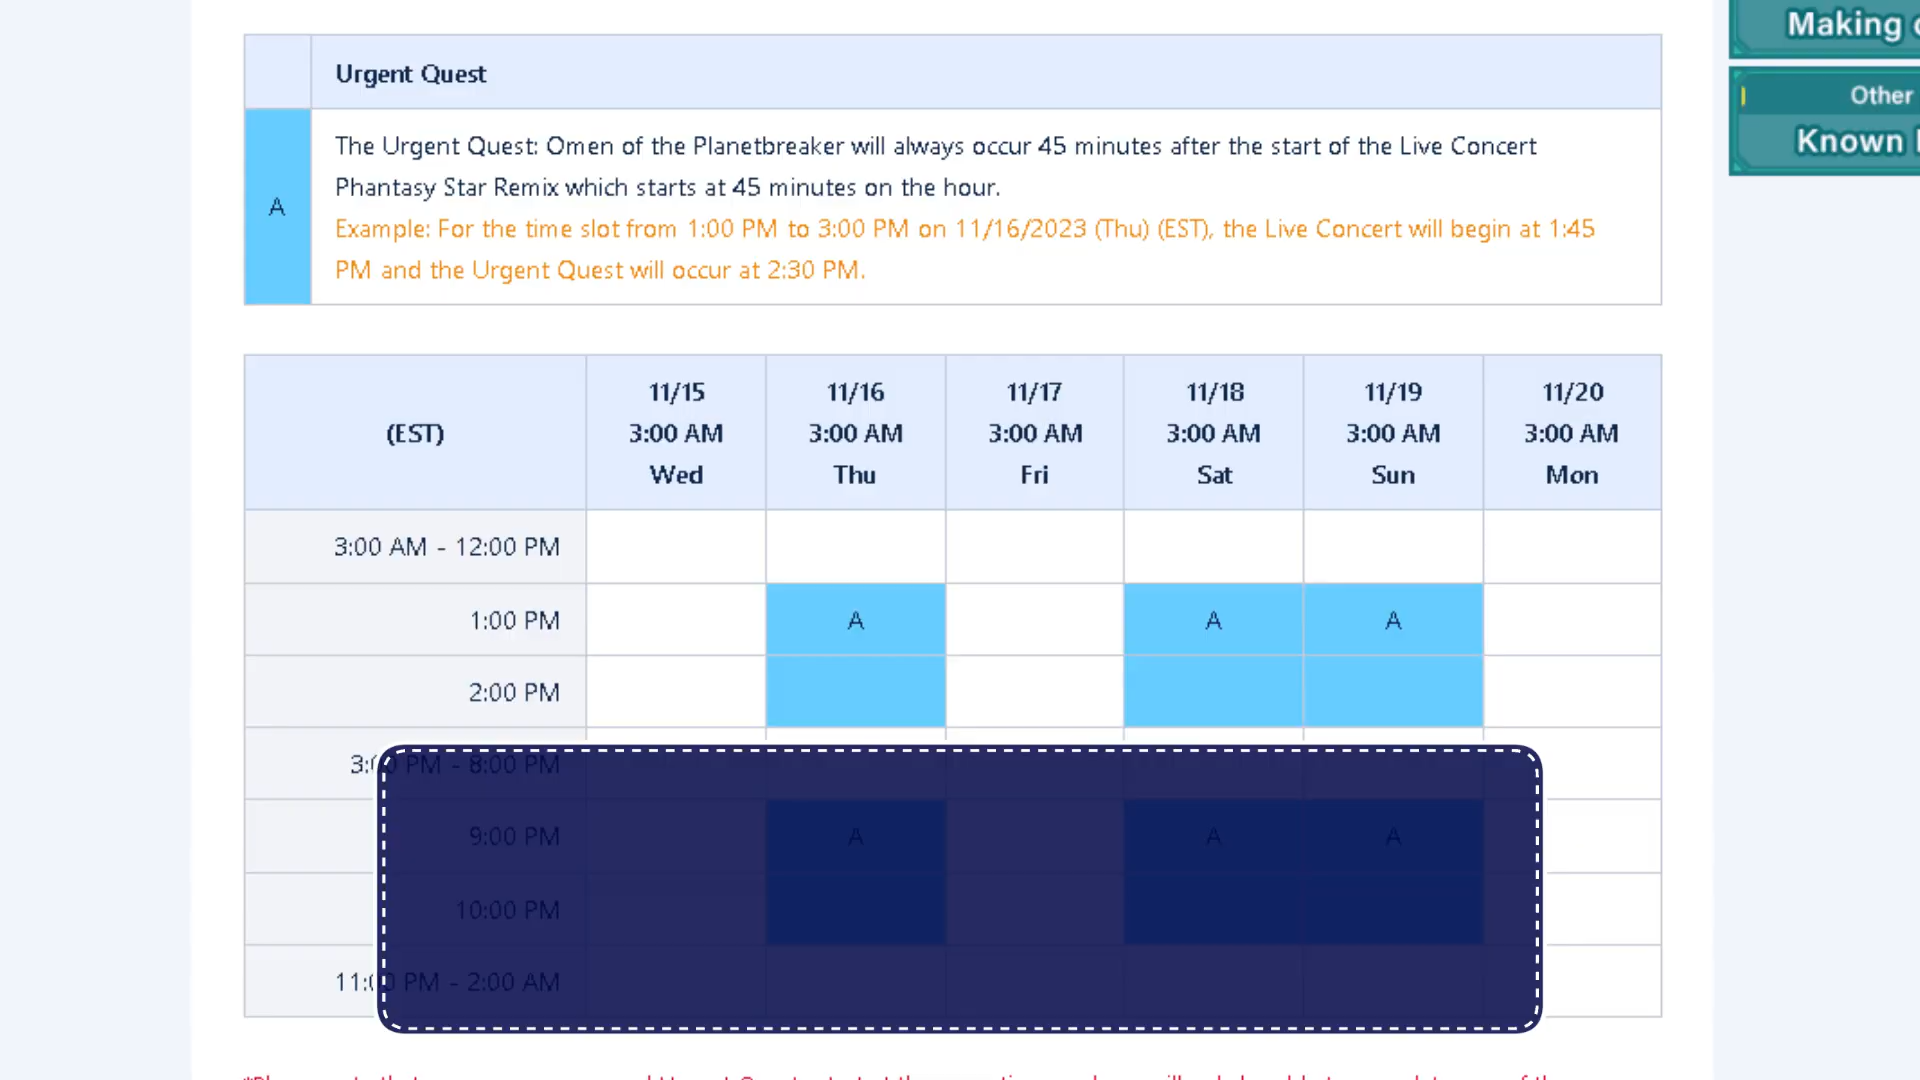 Making
Other
Known
Urgent Quest
A
The Urgent Quest: Omen of the Planetbreaker will always occur 45 minutes after the start of the Live Concert
Phantasy Star Remix which starts at 45 minutes on the hour.
Example: For the time slot from 1:00 PM to 3:00 PM on 11/16/2023 (Thu) (EST), the Live Concert will begin at 1:45
PM and the Urgent Quest will occur at 2:30 PM.
(EST)
11/15
3:00 AM
Wed
11/16
3:00 AM
Thu
11/17
3:00 AM
Fri
11/18
3:00 AM
Sat
11/19
3:00 AM
Sun
11/20
3:00 AM
Mon
3:00 AM - 12:00 PM
1:00 PM A A A
2:00 PM
3:00 PM - 8:00 PM
9:00 PM A A A
10:00 PM
11:00 PM - 2:00 AM